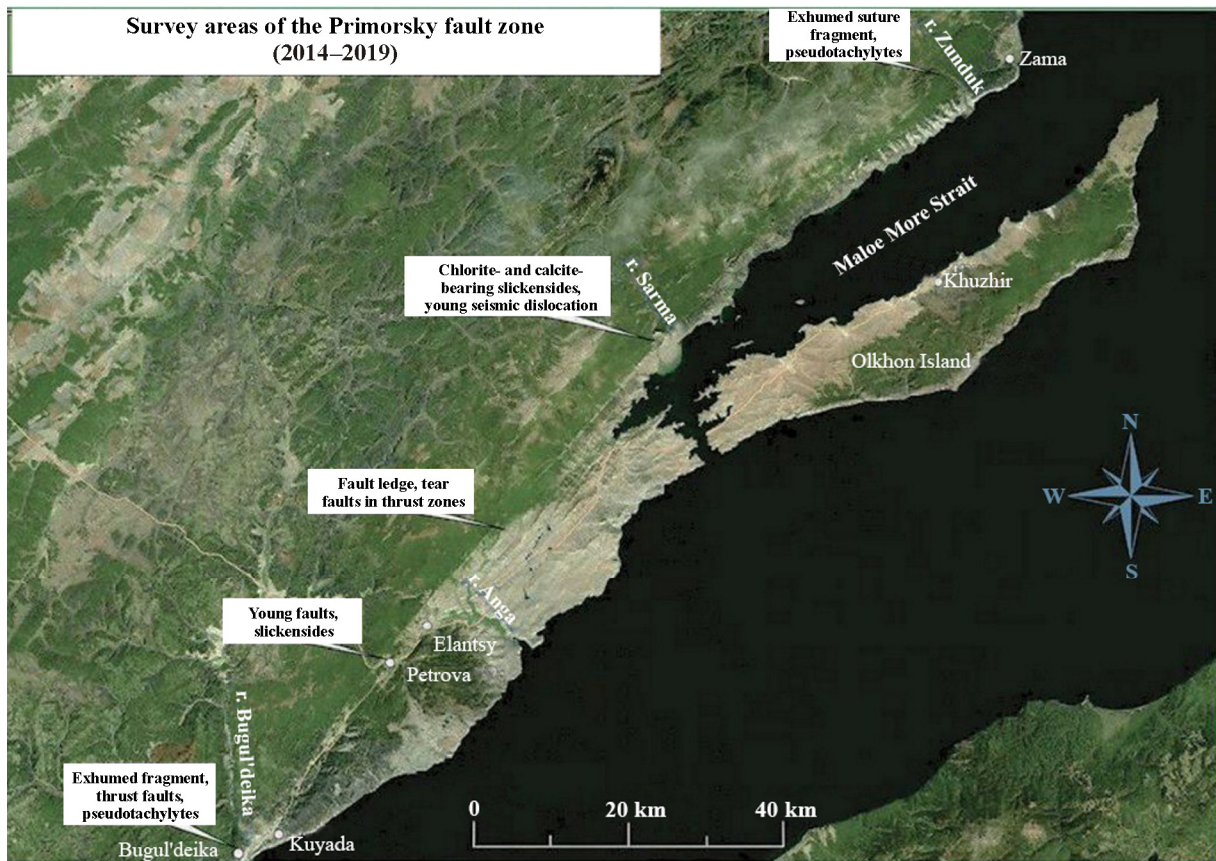 Survey areas of the Primorsky fault zone
(2014–2019)
Exhumed suture
fragment,
pseudotachylytes
r. Zunduk
Zama
Maloe More Strait
Chlorite- and calcite-
bearing slickensides,
young seismic dislocation
r. Sarma
Khuzhir
Olkhon Island
N
W
E
S
Fault ledge, tear
faults in thrust zones
r. Anga
Young faults,
slickensides
Elantsy
Petrova
r. Bugul'deika
Exhumed fragment,
thrust faults,
pseudotachylytes
Kuyada
Bugul'deika
0 20 km 40 km